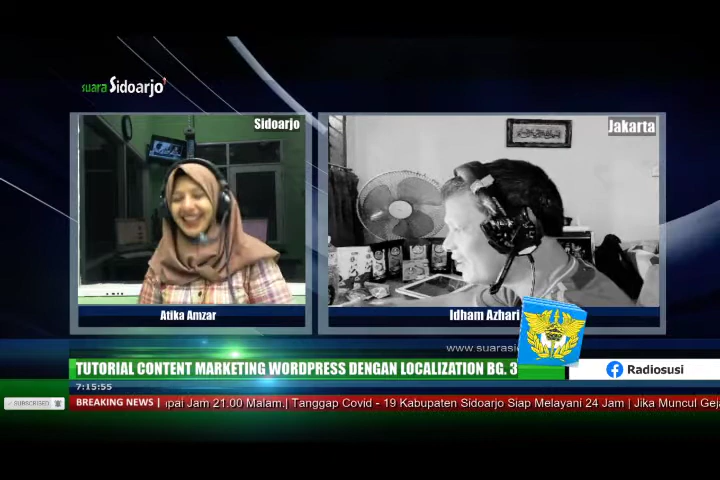 suara Sidoarjo
Sidoarjo
Jakarta
Atika Amzar
Idham Azhari
www.suarasi
TUTORIAL CONTENT MARKETING WORDPRESS DENGAN LOCALIZATION BG. 3
Radiosusi
7:15:55
SUBSCRIBED
BREAKING NEWS | pai Jam 21.00 Malam.| Tanggap Covid - 19 Kabupaten Sidoarjo Siap Melayani 24 Jam | Jika Muncul Geja